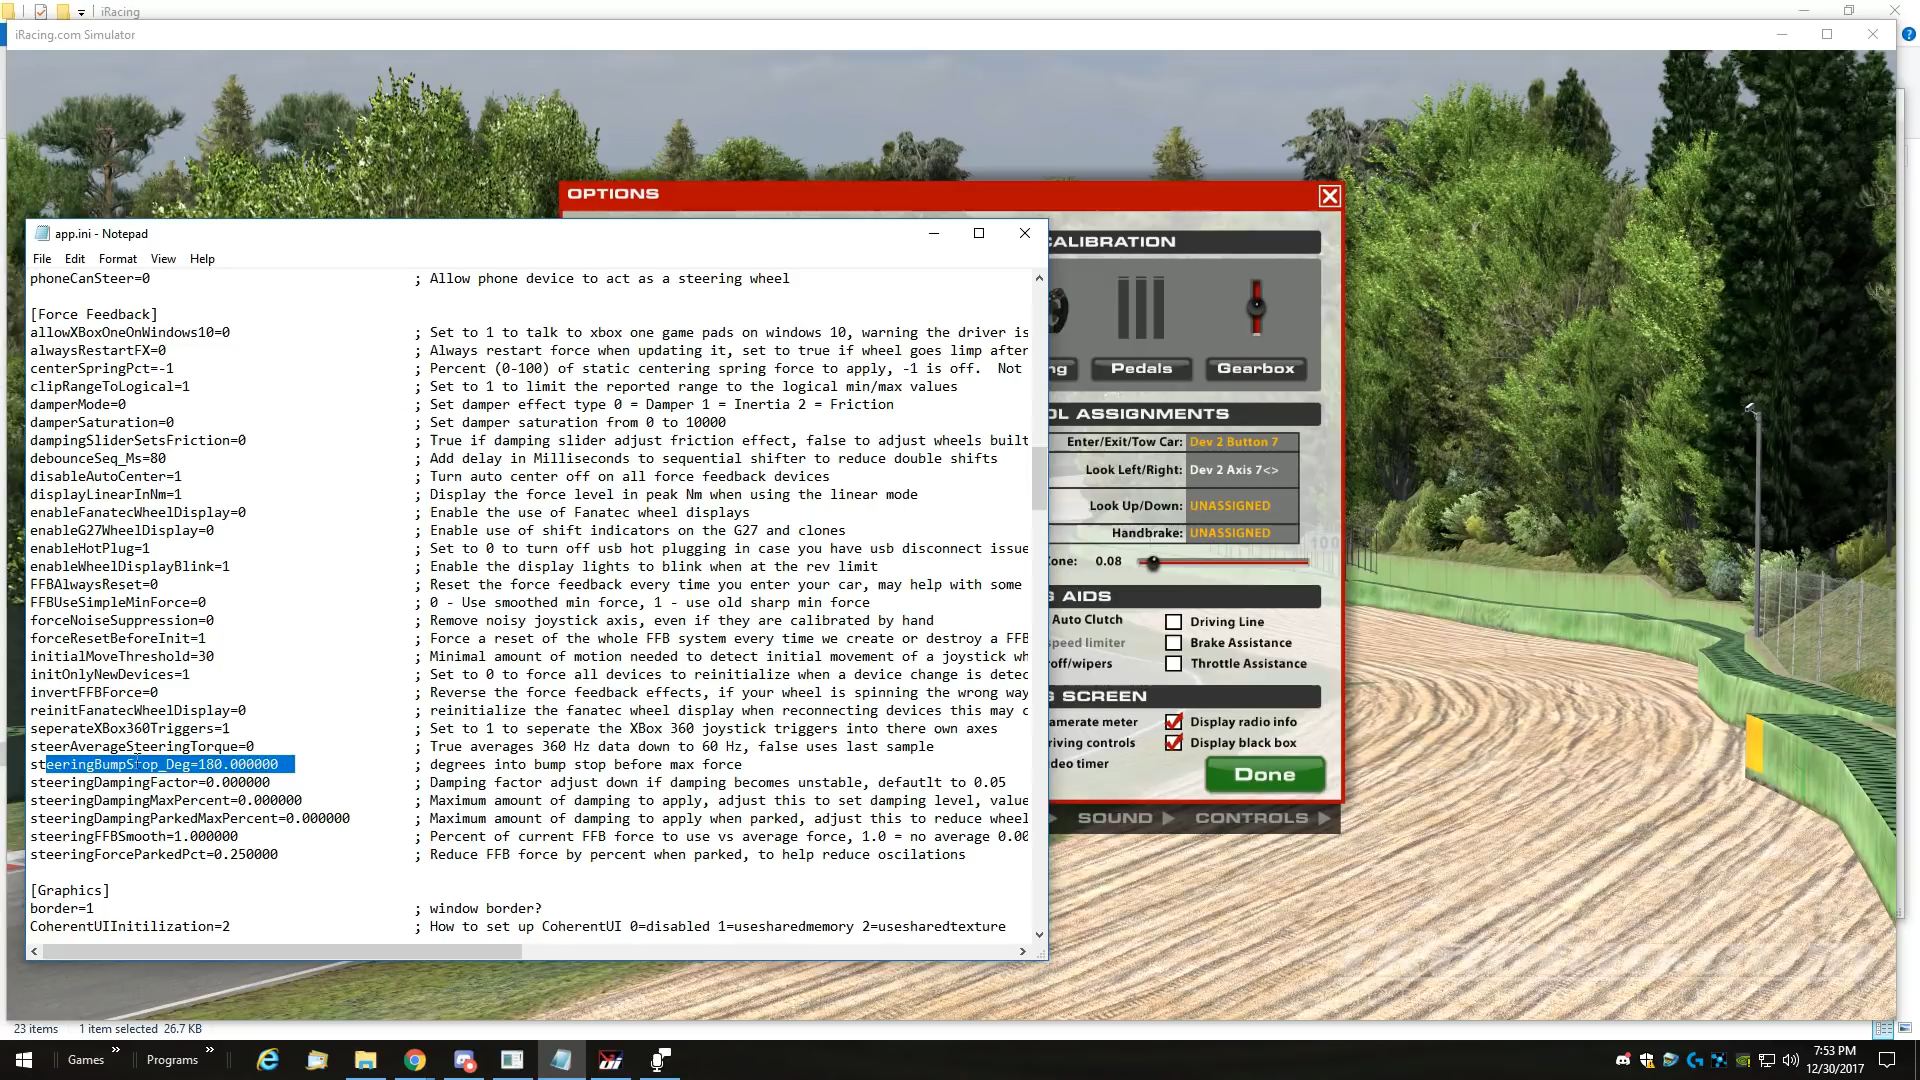 iRacing
iRacing.com Simulator
OPTIONS
ALIBRATION
ng
Pedals
Gearbox
OL ASSIGNMENTS
Enter/Exit/Tow Car: Dev 2 Button 7
Look Left/Right: Dev 2 Axis 7<>
Look Up/Down: UNASSIGNED
Handbrake: UNASSIGNED
one: 0.08
G AIDS
Auto Clutch
Driving Line
peed limiter
Brake Assistance
off/wipers
Throttle Assistance
G SCREEN
amerate meter
Display radio info
riving controls
Display black box
deo timer
Done
SOUND
CONTROLS
100
app.ini - Notepad
File Edit Format View Help
phoneCanSteer=0 ; Allow phone device to act as a steering wheel
[Force Feedback]
allowXBoxOneOnWindows10=0 ; Set to 1 to talk to xbox one game pads on windows 10, warning the driver is
alwaysRestartFX=0 ; Always restart force when updating it, set to true if wheel goes limp after
centerSpringPct=-1 ; Percent (0-100) of static centering spring force to apply, -1 is off. Not
clipRangeToLogical=1 ; Set to 1 to limit the reported range to the logical min/max values
damperMode=0 ; Set damper effect type 0 = Damper 1 = Inertia 2 = Friction
damperSaturation=0 ; Set damper saturation from 0 to 10000
dampingSliderSetsFriction=0 ; True if damping slider adjust friction effect, false to adjust wheels built
debounceSeq_Ms=80 ; Add delay in Milliseconds to sequential shifter to reduce double shifts
disableAutoCenter=1 ; Turn auto center off on all force feedback devices
displayLinearInNm=1 ; Display the force level in peak Nm when using the linear mode
enableFanatecWheelDisplay=0 ; Enable the use of Fanatec wheel displays
enableG27WheelDisplay=0 ; Enable use of shift indicators on the G27 and clones
enableHotPlug=1 ; Set to 0 to turn off usb hot plugging in case you have usb disconnect issue
enableWheelDisplayBlink=1 ; Enable the display lights to blink when at the rev limit
FFBAlwaysReset=0 ; Reset the force feedback every time you enter your car, may help with some
FFBUseSimpleMinForce=0 ; 0 - Use smoothed min force, 1 - use old sharp min force
forceNoiseSuppression=0 ; Remove noisy joystick axis, even if they are calibrated by hand
forceResetBeforeInit=1 ; Force a reset of the whole FFB system every time we create or destroy a FFB
initialMoveThreshold=30 ; Minimal amount of motion needed to detect initial movement of a joystick wh
initOnlyNewDevices=1 ; Set to 0 to force all devices to reinitialize when a device change is detec
invertFFBForce=0 ; Reverse the force feedback effects, if your wheel is spinning the wrong way
reinitFanatecWheelDisplay=0 ; reinitialize the fanatec wheel display when reconnecting devices this may c
seperateXBox360Triggers=1 ; Set to 1 to seperate the XBox 360 joystick triggers into there own axes
steerAverageSteeringTorque=0 ; True averages 360 Hz data down to 60 Hz, false uses last sample
steeringBumpStop_Deg=180.000000 ; degrees into bump stop before max force
steeringDampingFactor=0.000000 ; Damping factor adjust down if damping becomes unstable, defautlt to 0.05
steeringDampingMaxPercent=0.000000 ; Maximum amount of damping to apply, adjust this to set damping level, value
steeringDampingParkedMaxPercent=0.000000 ; Maximum amount of damping to apply when parked, adjust this to reduce wheel
steeringFFBSmooth=1.000000 ; Percent of current FFB force to use vs average force, 1.0 = no average 0.00
steeringForceParkedPct=0.250000 ; Reduce FFB force by percent when parked, to help reduce oscilations
[Graphics]
border=1 ; window border?
CoherentUIInitilization=2 ; How to set up CoherentUI 0=disabled 1=usesharedmemory 2=usesharedtexture
23 items 1 item selected 26.7 KB
Games
Programs
7:53 PM
12/30/2017